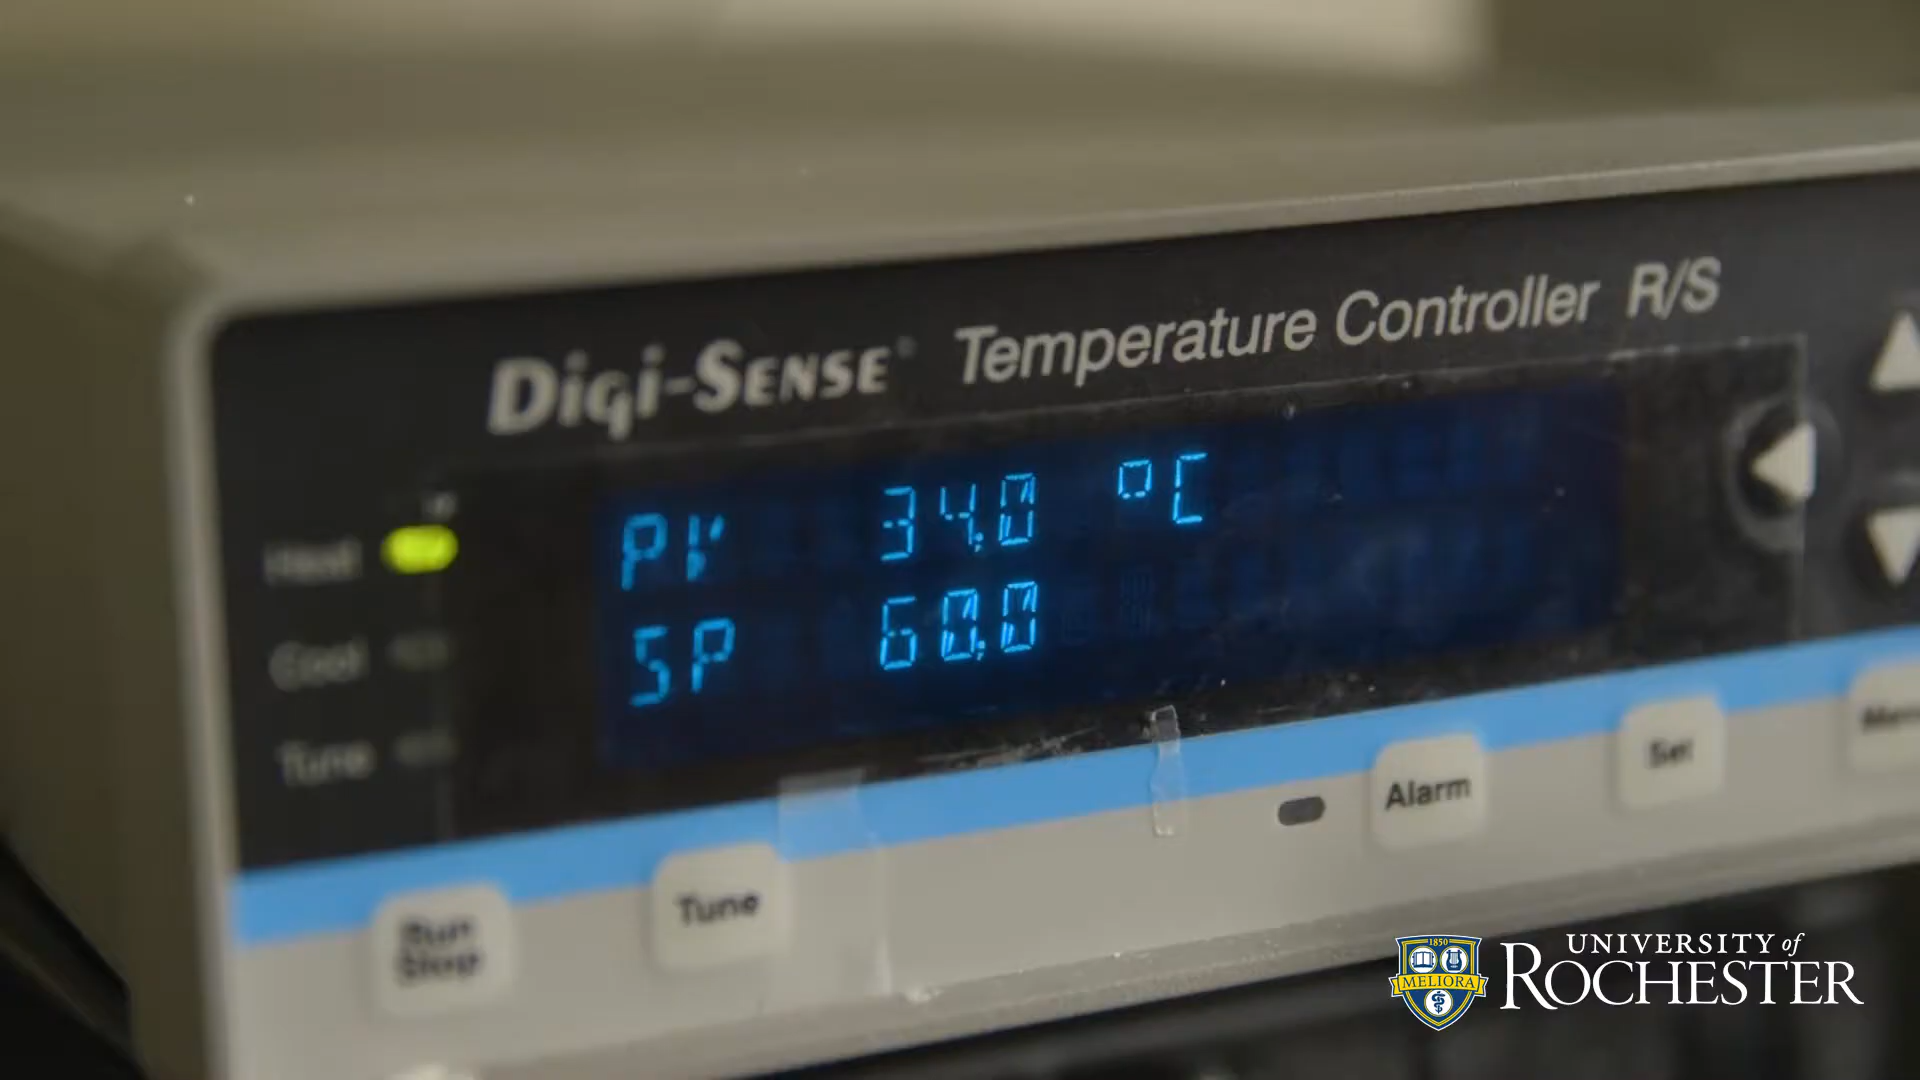 Digi-Sense® Temperature Controller R/S
Heat
Cool
Tune
PV 34.0 °C
SP 60.0
Run Stop
Tune
Alarm
Set
Menu
1850
MELIORA
UNIVERSITY of
ROCHESTER